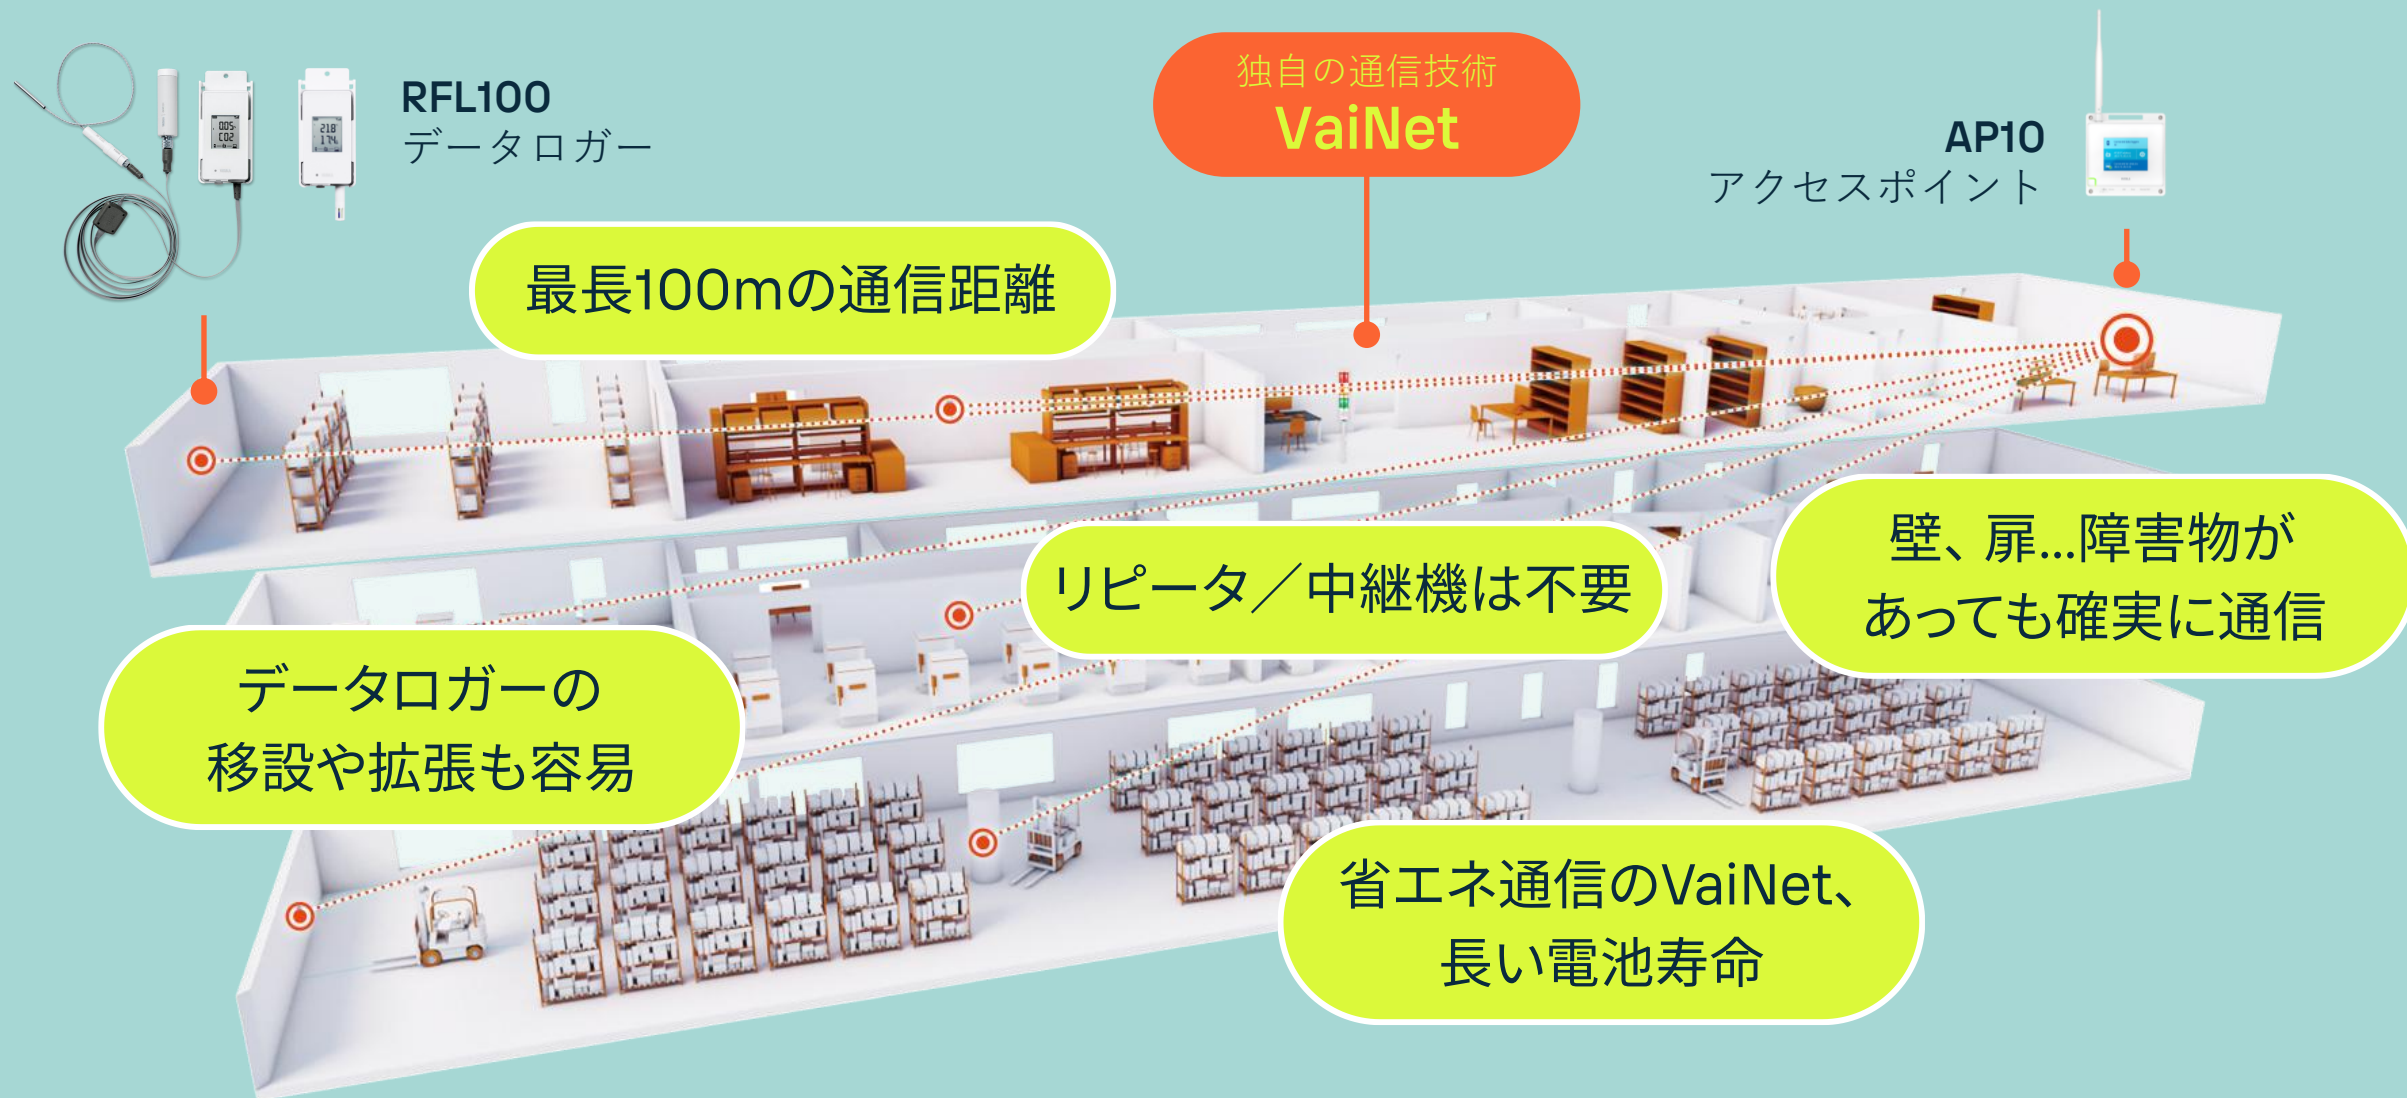 RFL100
データロガー
独自の通信技術
VaiNet
AP10
アクセスポイント
最長100mの通信距離
リピータ／中継機は不要
壁、扉...障害物が
あっても確実に通信
データロガーの
移設や拡張も容易
省エネ通信のVaiNet、
長い電池寿命